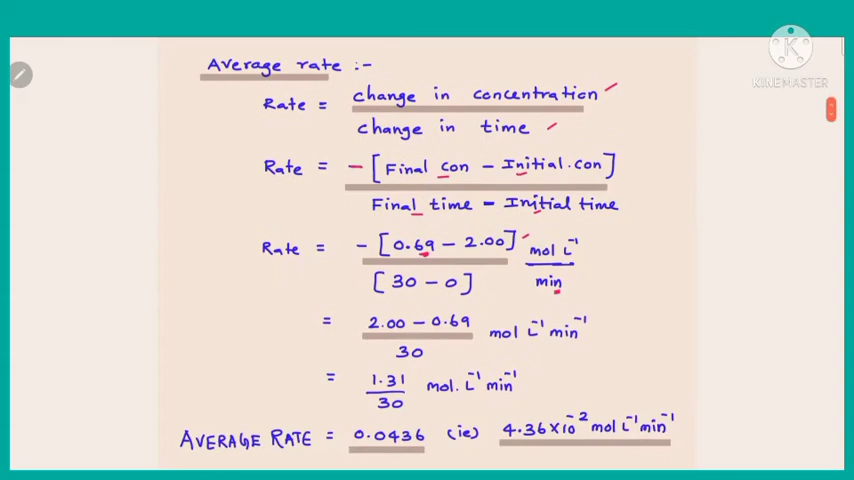 KINEMASTER
Average rate :-
Rate = change in concentration
change in time
Rate = - [Final con - Initial.con]
Final time - Initial time
Rate = - [0.69 - 2.00] mol L⁻¹
[30 - 0] min
= 2.00 - 0.69 mol L⁻¹ min⁻¹
30
= 1.31 mol. L⁻¹ min⁻¹
30
AVERAGE RATE = 0.0436 (ie) 4.36×10⁻² mol L⁻¹ min⁻¹